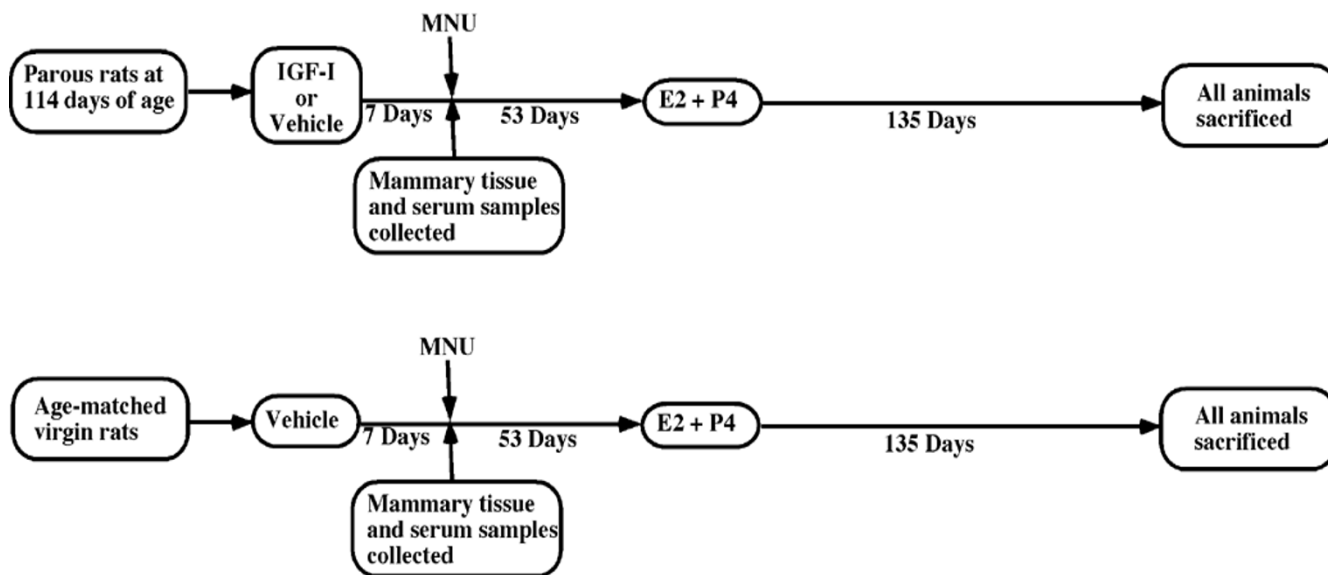 MNU
Parous rats at
114 days of age
IGF-I
or
Vehicle
7 Days
53 Days
E2 + P4
135 Days
All animals
sacrificed
Mammary tissue
and serum samples
collected
MNU
Age-matched
virgin rats
Vehicle
7 Days
53 Days
E2 + P4
135 Days
All animals
sacrificed
Mammary tissue
and serum samples
collected